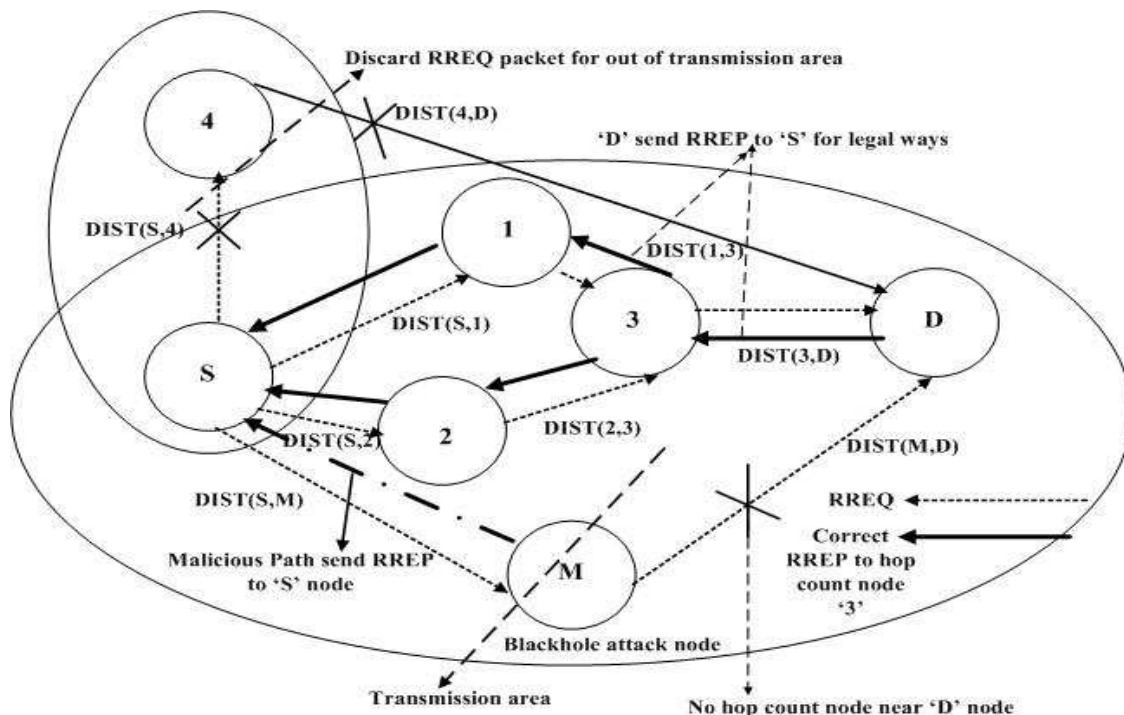 Discard RREQ packet for out of transmission area
4
DIST(4,D)
'D' send RREP to 'S' for legal ways
DIST(S,4)
1
DIST(1,3)
DIST(S,1)
3
D
DIST(3,D)
S
2
DIST(S,2)
DIST(2,3)
DIST(M,D)
DIST(S,M)
RREQ
Correct
RREP to hop
count node
'3'
Malicious Path send RREP
to 'S' node
M
Blackhole attack node
Transmission area
No hop count node near 'D' node